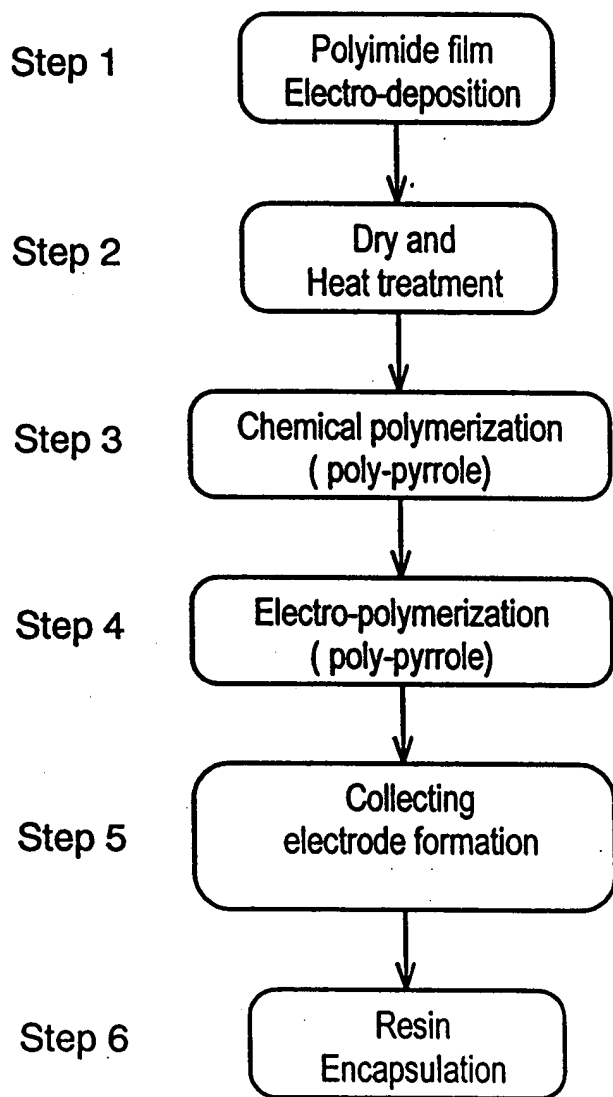 Step 1
Polyimide film
Electro-deposition
Step 2
Dry and
Heat treatment
Step 3
Chemical polymerization
( poly-pyrrole)
Step 4
Electro-polymerization
( poly-pyrrole)
Step 5
Collecting
electrode formation
Step 6
Resin
Encapsulation